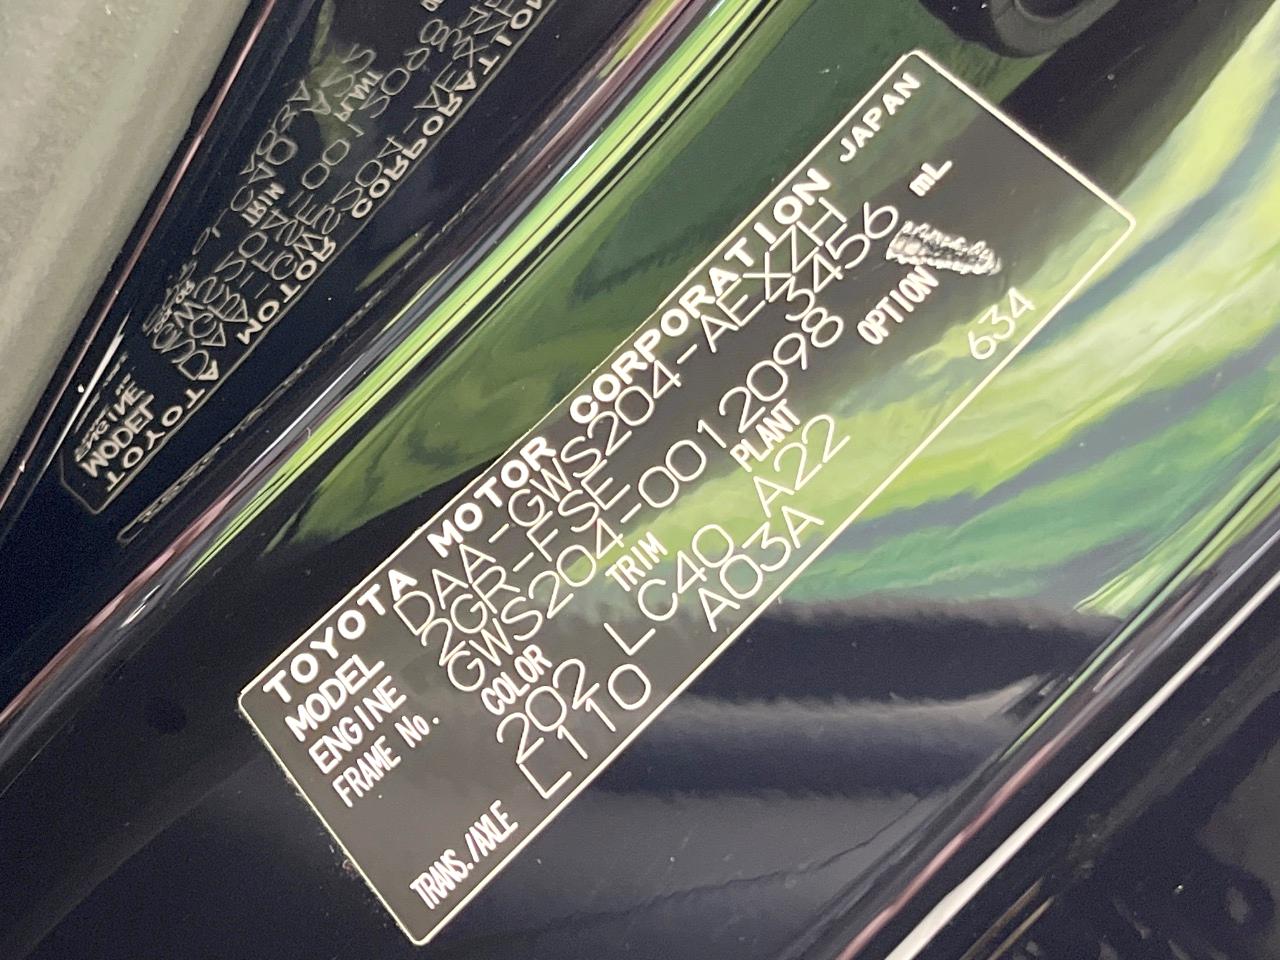 TOYOTA MOTOR CORPORATION JAPAN
MODEL DAA-GWS204-AEXZH
ENGINE 2GR-FSE 3456 mL
FRAME No. GWS204-0012098
COLOR TRIM PLANT OPTION
202 LC40 A22
TRANS./AXLE L110 A03A 634